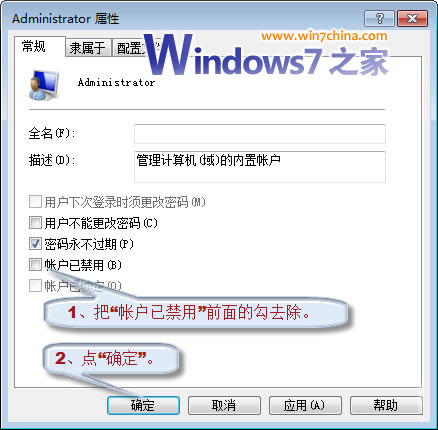 Administrator 属性
www.win7china.com
常规 隶属于 配置文件
Windows7之家
Administrator
全名(F):
描述(D): 管理计算机(域)的内置帐户
用户下次登录时须更改密码(M)
用户不能更改密码(C)
密码永不过期(P)
帐户已禁用(B)
帐户已锁定(O)
1、把“帐户已禁用”前面的勾去除。
2、点“确定”。
确定 取消 应用(A) 帮助